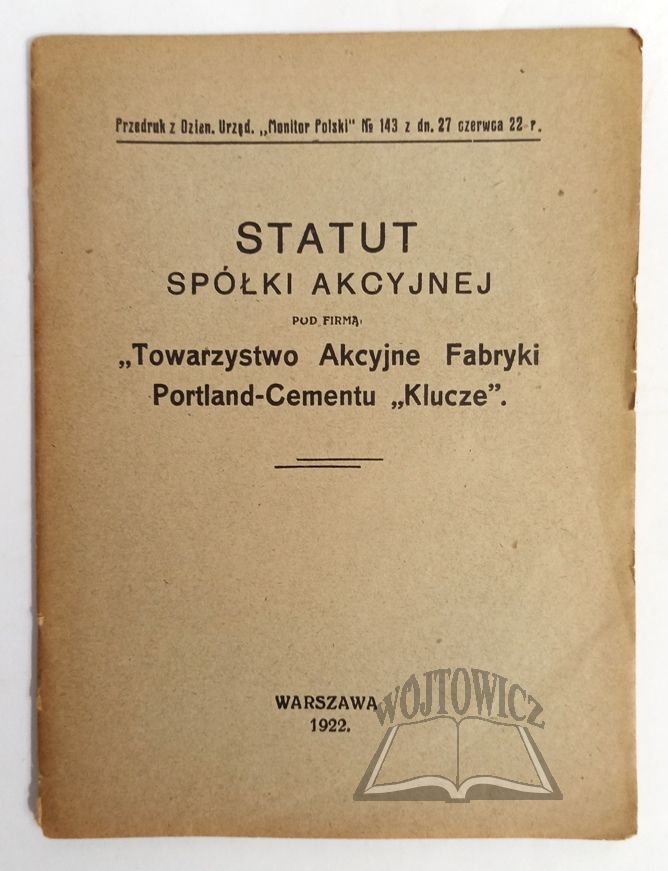 Przedruk z Dzien. Urzęd. „Monitor Polski" № 143 z dn. 27 czerwca 22 r.
STATUT
SPÓŁKI AKCYJNEJ
POD FIRMĄ:
„Towarzystwo Akcyjne Fabryki
Portland-Cementu „Klucze".
WARSZAWA
1922.
WÓJTOWICZ